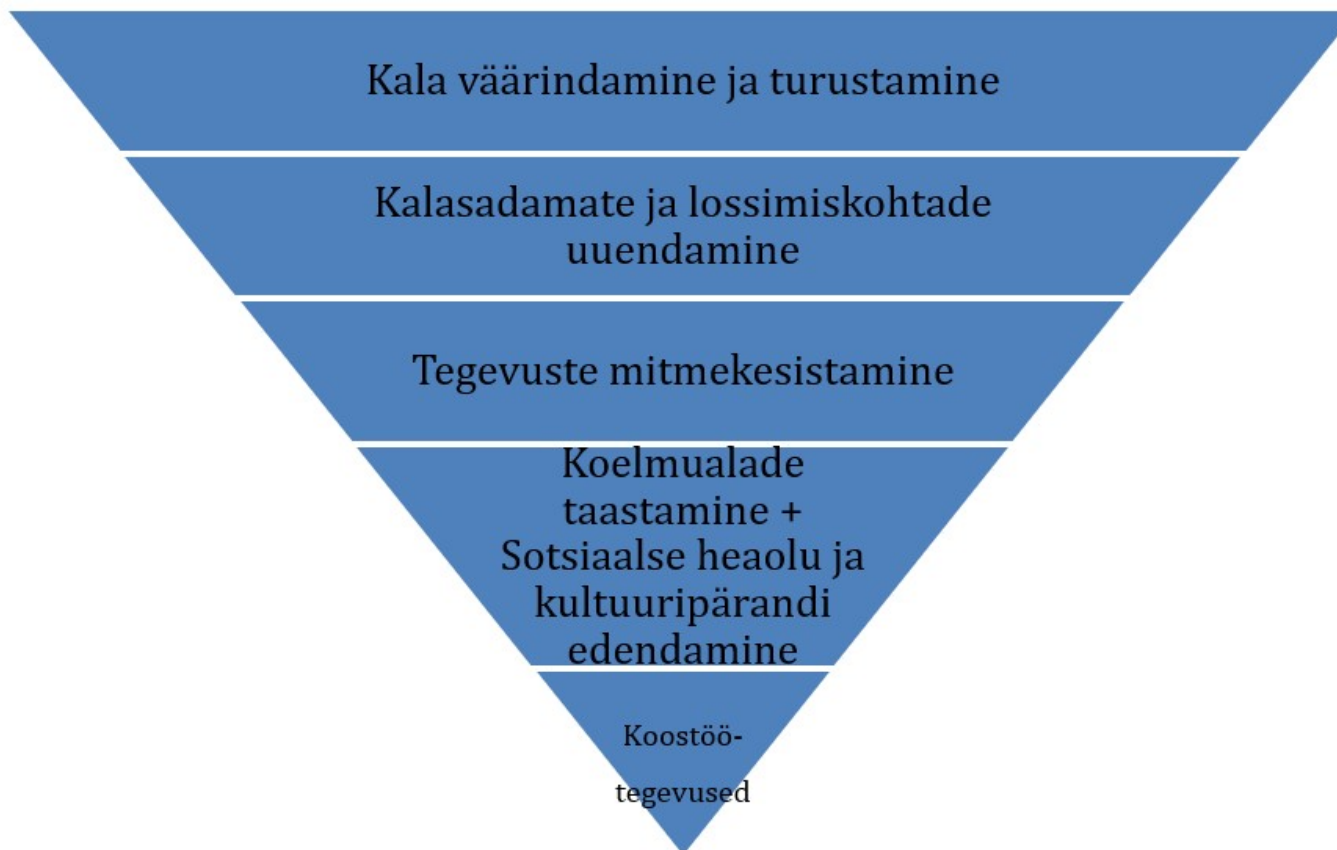 Kala väärindamine ja turustamine
Kalasadamate ja lossimiskohtade
uuendamine
Tegevuste mitmekesistamine
Koelmualade
taastamine +
Sotsiaalse heaolu ja
kultuuripärandi
edendamine
Koostöö-
tegevused